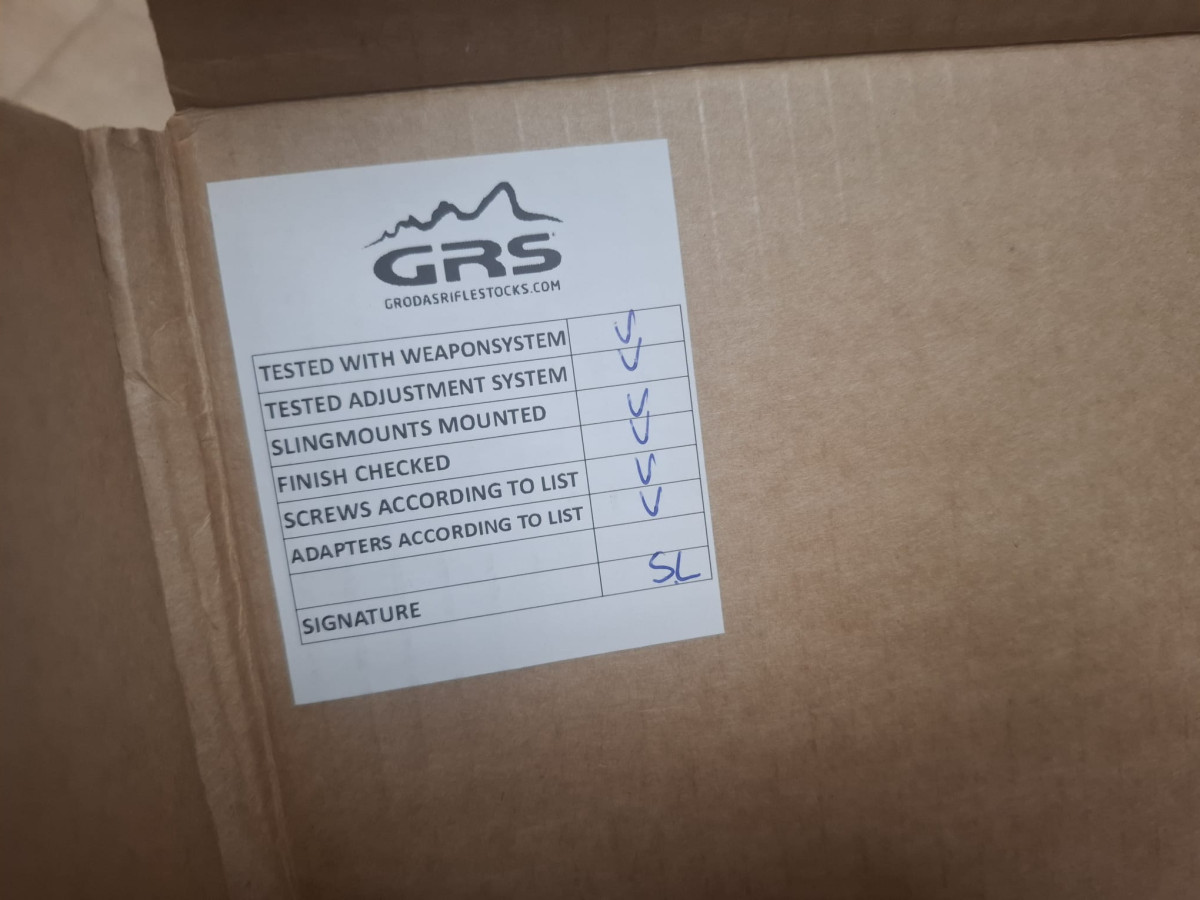 GRS
GRODASRIFLESTOCKS.COM
TESTED WITH WEAPONSYSTEM V
TESTED ADJUSTMENT SYSTEM V
SLINGMOUNTS MOUNTED V
FINISH CHECKED V
SCREWS ACCORDING TO LIST V
ADAPTERS ACCORDING TO LIST V
SIGNATURE SL